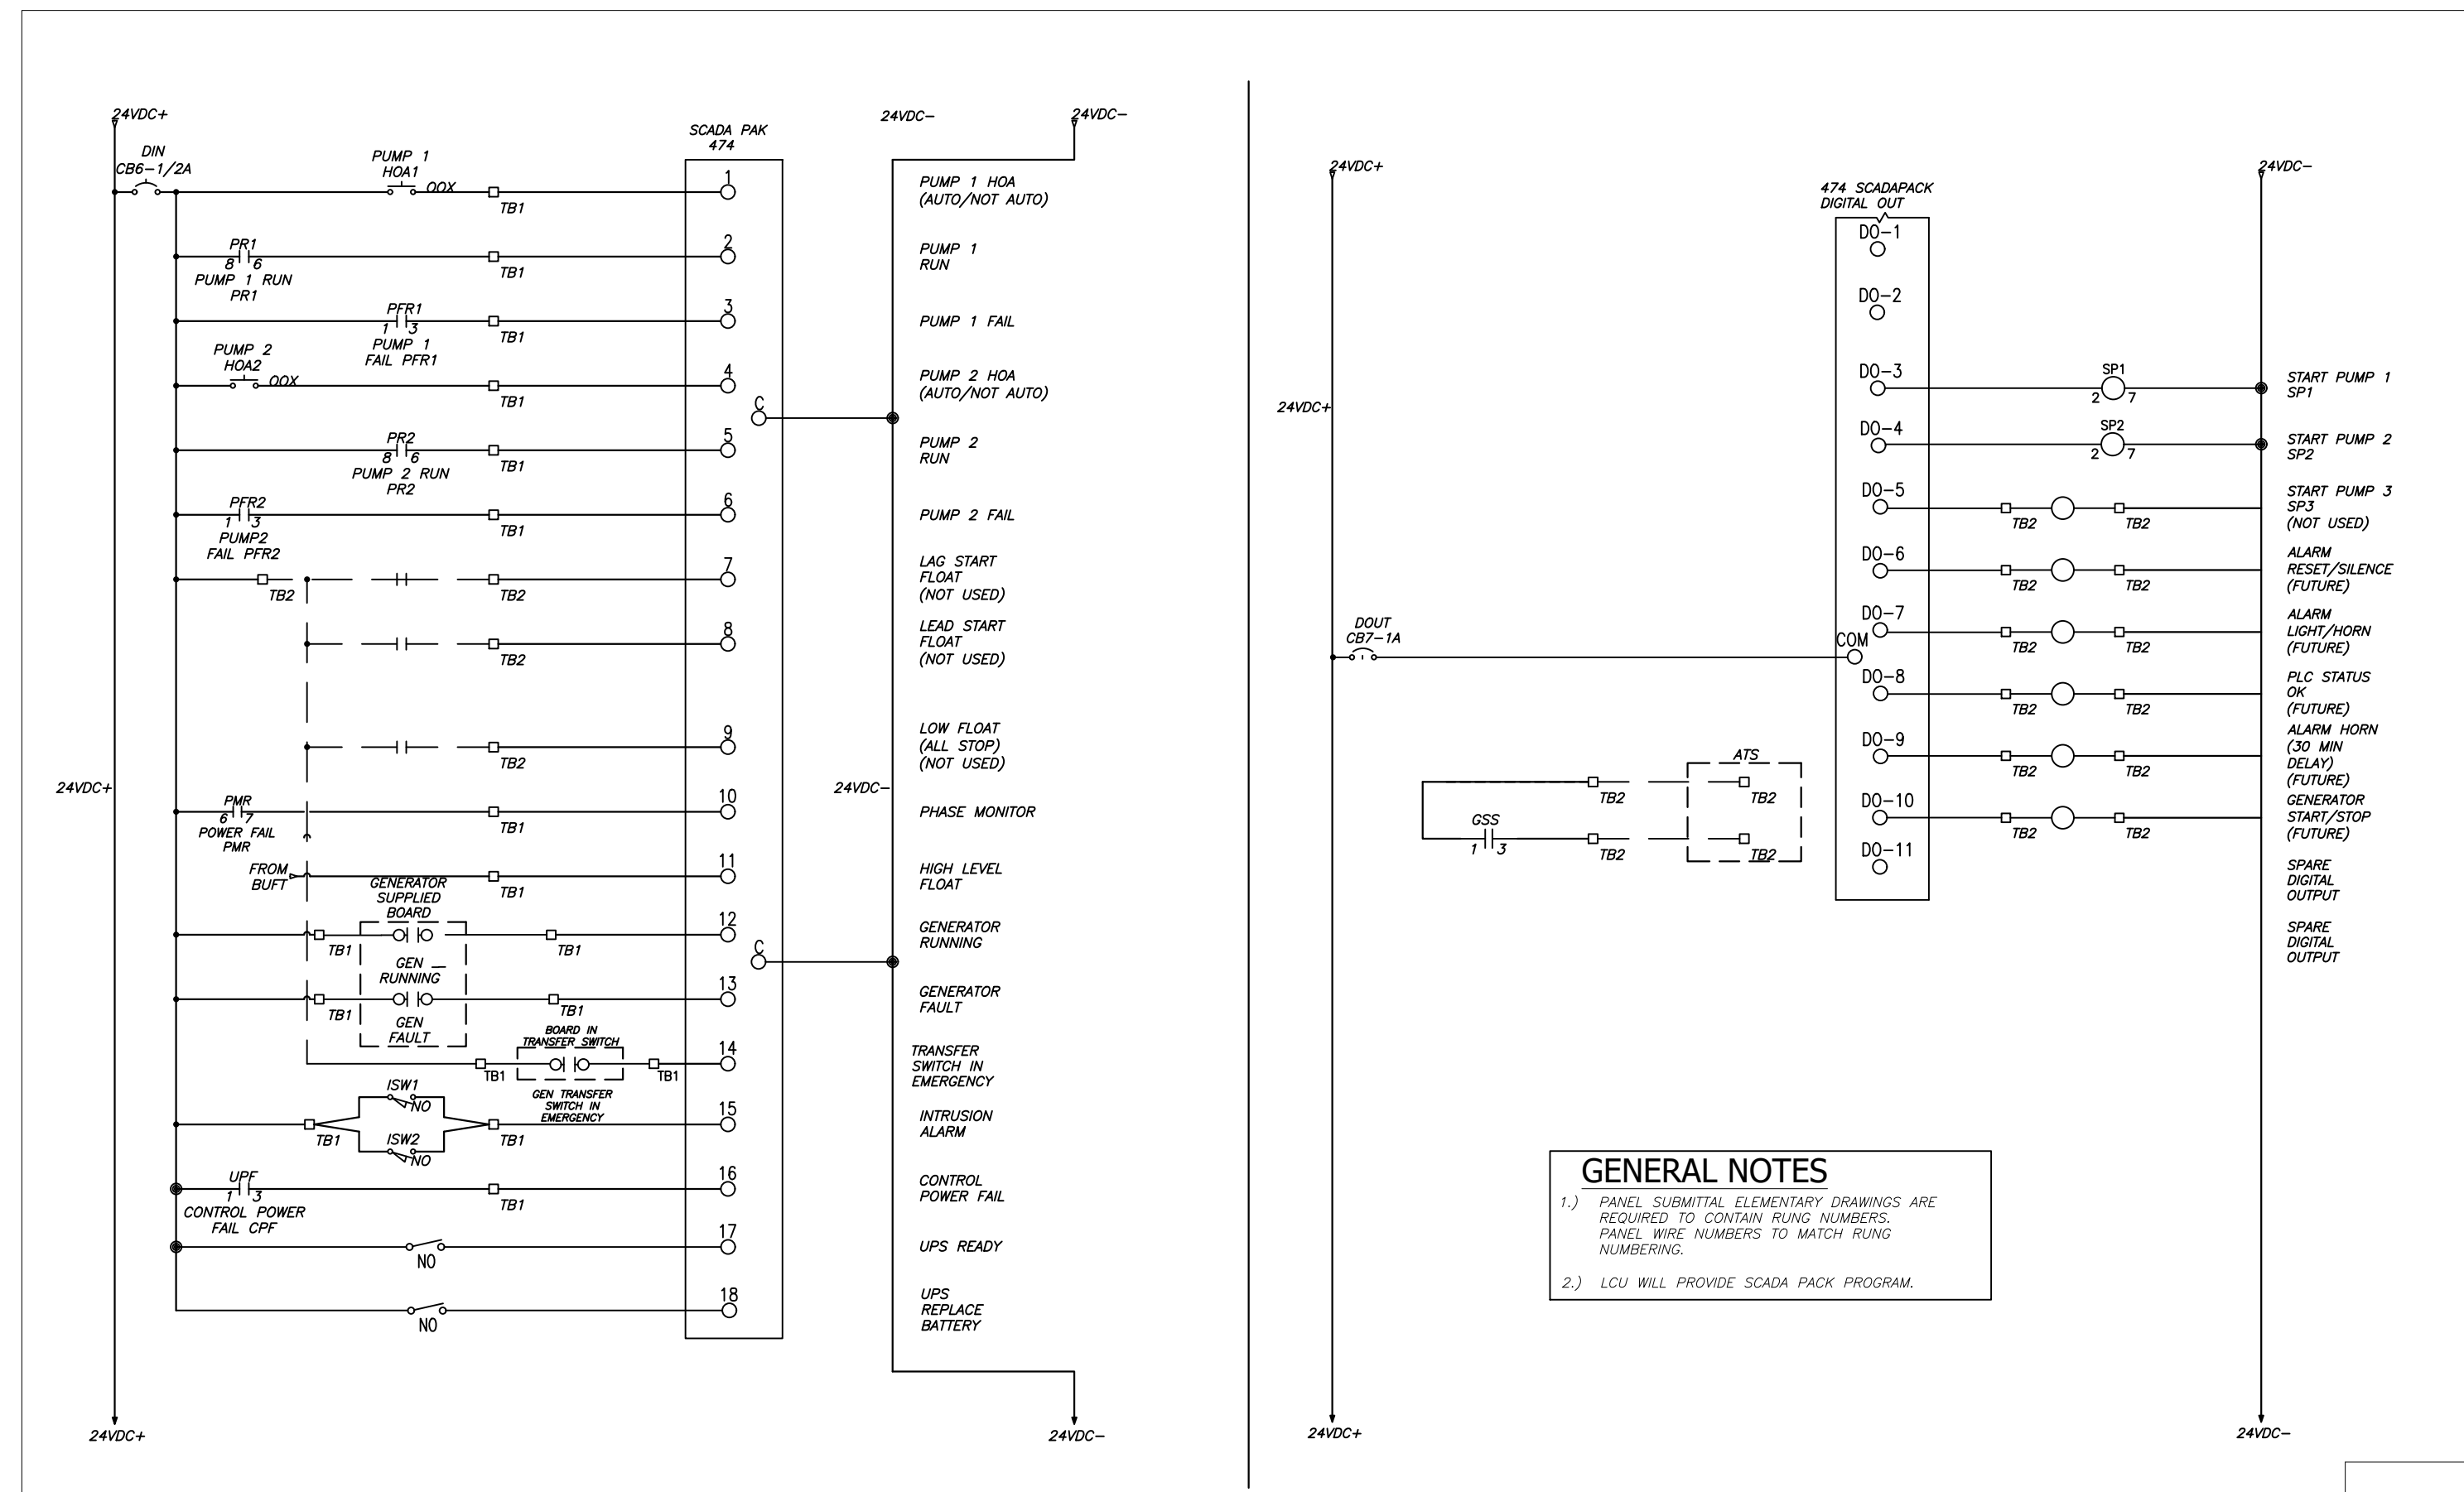 24VDC+
DIN
CB6-1/2A
PUMP 1
HOA1
OOX
TB1
SCADA PAK
474
1
24VDC-
24VDC-
PUMP 1 HOA
(AUTO/NOT AUTO)
PR1
8 6
PUMP 1 RUN
PR1
TB1
2
PUMP 1
RUN
PFR1
1 3
PUMP 1
FAIL PFR1
TB1
3
PUMP 1 FAIL
PUMP 2
HOA2
OOX
TB1
4
PUMP 2 HOA
(AUTO/NOT AUTO)
C
PR2
8 6
PUMP 2 RUN
PR2
TB1
5
PUMP 2
RUN
PFR2
1 3
PUMP2
FAIL PFR2
TB1
6
PUMP 2 FAIL
TB2
TB2
7
LAG START
FLOAT
(NOT USED)
TB2
8
LEAD START
FLOAT
(NOT USED)
TB2
9
LOW FLOAT
(ALL STOP)
(NOT USED)
24VDC+
24VDC-
PMR
6 7
POWER FAIL
PMR
TB1
10
PHASE MONITOR
FROM
BUFT
TB1
11
HIGH LEVEL
FLOAT
GENERATOR
SUPPLIED
BOARD
TB1
TB1
12
GENERATOR
RUNNING
C
GEN
RUNNING
TB1
TB1
13
GENERATOR
FAULT
GEN
FAULT
BOARD IN
TRANSFER SWITCH
TB1
TB1
14
TRANSFER
SWITCH IN
EMERGENCY
GEN TRANSFER
SWITCH IN
EMERGENCY
ISW1
NO
TB1
ISW2
NO
TB1
15
INTRUSION
ALARM
UPF
1 3
CONTROL POWER
FAIL CPF
TB1
16
CONTROL
POWER FAIL
NO
17
UPS READY
NO
18
UPS
REPLACE
BATTERY
24VDC+
24VDC-
24VDC+
474 SCADAPACK
DIGITAL OUT
24VDC-
DO-1
DO-2
24VDC+
DO-3
SP1
2 7
START PUMP 1
SP1
DO-4
SP2
2 7
START PUMP 2
SP2
DO-5
TB2
TB2
START PUMP 3
SP3
(NOT USED)
DO-6
TB2
TB2
ALARM
RESET/SILENCE
(FUTURE)
DO-7
TB2
TB2
ALARM
LIGHT/HORN
(FUTURE)
DOUT
CB7-1A
COM
DO-8
TB2
TB2
PLC STATUS
OK
(FUTURE)
DO-9
TB2
TB2
ALARM HORN
(30 MIN
DELAY)
(FUTURE)
ATS
TB2
TB2
GSS
1 3
TB2
TB2
DO-10
TB2
TB2
GENERATOR
START/STOP
(FUTURE)
DO-11
SPARE
DIGITAL
OUTPUT
SPARE
DIGITAL
OUTPUT
GENERAL NOTES
1.) PANEL SUBMITTAL ELEMENTARY DRAWINGS ARE
REQUIRED TO CONTAIN RUNG NUMBERS.
PANEL WIRE NUMBERS TO MATCH RUNG
NUMBERING.
2.) LCU WILL PROVIDE SCADA PACK PROGRAM.
24VDC+
24VDC-